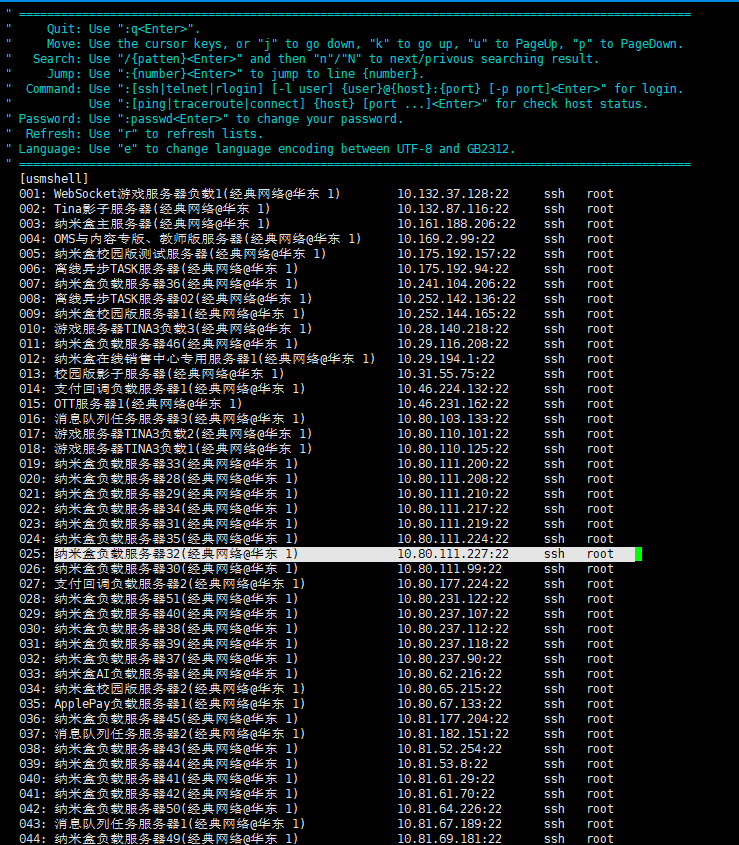 " ================================================================================================
"     Quit: Use ":q<Enter>".
"     Move: Use the cursor keys, or "j" to go down, "k" to go up, "u" to PageUp, "p" to PageDown.
"   Search: Use "/{patten}<Enter>" and then "n"/"N" to next/privous searching result.
"     Jump: Use ":{number}<Enter>" to jump to line {number}.
"  Command: Use ":[ssh|telnet|rlogin] [-l user] {user}@{host}:{port} [-p port]<Enter>" for login.
"           Use ":[ping|traceroute|connect] {host} [port ...]<Enter>" for check host status.
" Password: Use ":passwd<Enter>" to change your password.
"  Refresh: Use "r" to refresh lists.
" Language: Use "e" to change language encoding between UTF-8 and GB2312.
" ================================================================================================
[usmshell]
001: WebSocket游戏服务器负载1(经典网络@华东 1) 10.132.37.128:22 ssh root
002: Tina影子服务器(经典网络@华东 1) 10.132.87.116:22 ssh root
003: 纳米盒主服务器(经典网络@华东 1) 10.161.188.206:22 ssh root
004: OMS与内容专版、教师版服务器(经典网络@华东 1) 10.169.2.99:22 ssh root
005: 纳米盒校园版测试服务器(经典网络@华东 1) 10.175.192.157:22 ssh root
006: 离线异步TASK服务器(经典网络@华东 1) 10.175.192.94:22 ssh root
007: 纳米盒负载服务器36(经典网络@华东 1) 10.241.104.206:22 ssh root
008: 离线异步TASK服务器02(经典网络@华东 1) 10.252.142.136:22 ssh root
009: 纳米盒校园版服务器1(经典网络@华东 1) 10.252.144.165:22 ssh root
010: 游戏服务器TINA3负载3(经典网络@华东 1) 10.28.140.218:22 ssh root
011: 纳米盒负载服务器46(经典网络@华东 1) 10.29.116.208:22 ssh root
012: 纳米盒在线销售中心专用服务器1(经典网络@华东 1) 10.29.194.1:22 ssh root
013: 校园版影子服务器(经典网络@华东 1) 10.31.55.75:22 ssh root
014: 支付回调负载服务器1(经典网络@华东 1) 10.46.224.132:22 ssh root
015: OTT服务器1(经典网络@华东 1) 10.46.231.162:22 ssh root
016: 消息队列任务服务器3(经典网络@华东 1) 10.80.103.133:22 ssh root
017: 游戏服务器TINA3负载2(经典网络@华东 1) 10.80.110.101:22 ssh root
018: 游戏服务器TINA3负载1(经典网络@华东 1) 10.80.110.125:22 ssh root
019: 纳米盒负载服务器33(经典网络@华东 1) 10.80.111.200:22 ssh root
020: 纳米盒负载服务器28(经典网络@华东 1) 10.80.111.208:22 ssh root
021: 纳米盒负载服务器29(经典网络@华东 1) 10.80.111.210:22 ssh root
022: 纳米盒负载服务器34(经典网络@华东 1) 10.80.111.217:22 ssh root
023: 纳米盒负载服务器31(经典网络@华东 1) 10.80.111.219:22 ssh root
024: 纳米盒负载服务器35(经典网络@华东 1) 10.80.111.224:22 ssh root
025: 纳米盒负载服务器32(经典网络@华东 1) 10.80.111.227:22 ssh root
026: 纳米盒负载服务器30(经典网络@华东 1) 10.80.111.99:22 ssh root
027: 支付回调负载服务器2(经典网络@华东 1) 10.80.177.224:22 ssh root
028: 纳米盒负载服务器51(经典网络@华东 1) 10.80.231.122:22 ssh root
029: 纳米盒负载服务器40(经典网络@华东 1) 10.80.237.107:22 ssh root
030: 纳米盒负载服务器38(经典网络@华东 1) 10.80.237.112:22 ssh root
031: 纳米盒负载服务器39(经典网络@华东 1) 10.80.237.118:22 ssh root
032: 纳米盒负载服务器37(经典网络@华东 1) 10.80.237.90:22 ssh root
033: 纳米盒AI负载服务器(经典网络@华东 1) 10.80.62.216:22 ssh root
034: 纳米盒校园版服务器2(经典网络@华东 1) 10.80.65.215:22 ssh root
035: ApplePay负载服务器1(经典网络@华东 1) 10.80.67.133:22 ssh root
036: 纳米盒负载服务器45(经典网络@华东 1) 10.81.177.204:22 ssh root
037: 消息队列任务服务器2(经典网络@华东 1) 10.81.182.151:22 ssh root
038: 纳米盒负载服务器43(经典网络@华东 1) 10.81.52.254:22 ssh root
039: 纳米盒负载服务器44(经典网络@华东 1) 10.81.53.8:22 ssh root
040: 纳米盒负载服务器41(经典网络@华东 1) 10.81.61.29:22 ssh root
041: 纳米盒负载服务器42(经典网络@华东 1) 10.81.61.70:22 ssh root
042: 纳米盒负载服务器50(经典网络@华东 1) 10.81.64.226:22 ssh root
043: 消息队列任务服务器1(经典网络@华东 1) 10.81.67.189:22 ssh root
044: 纳米盒负载服务器49(经典网络@华东 1) 10.81.69.181:22 ssh root